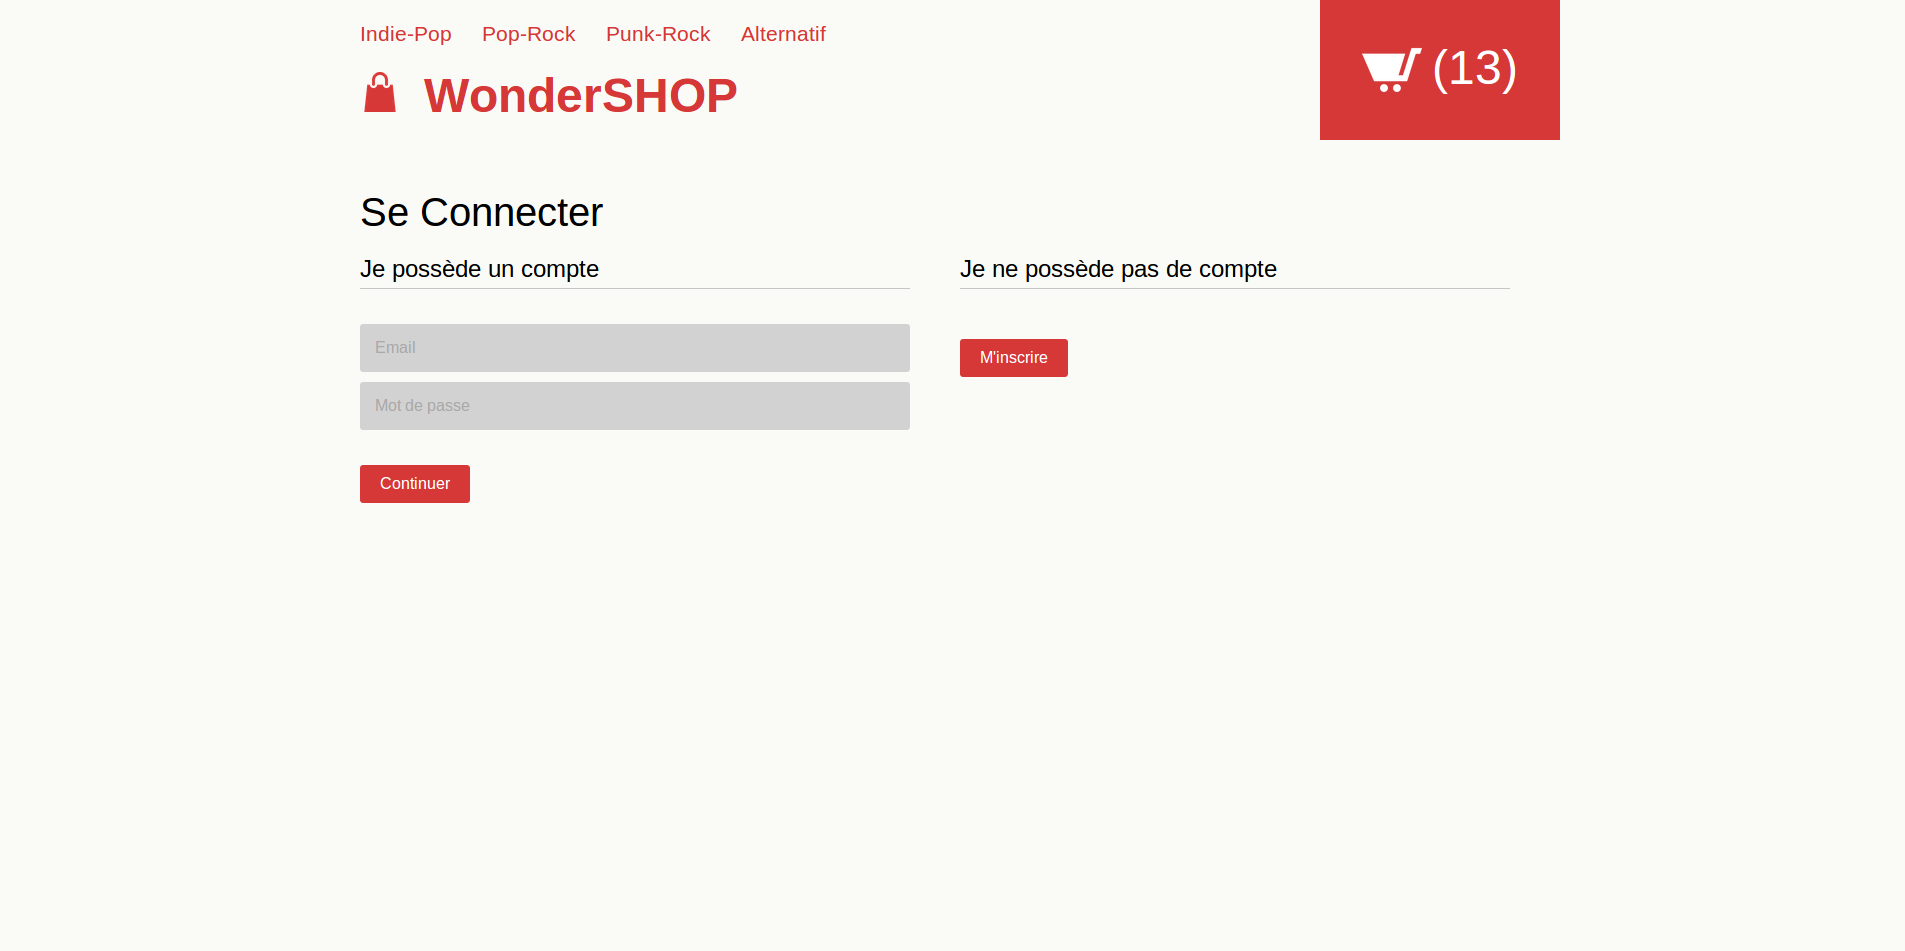 Indie-Pop Pop-Rock Punk-Rock Alternatif
WonderSHOP
(13)
Se Connecter
Je possède un compte
Email
Mot de passe
Continuer
Je ne possède pas de compte
M'inscrire